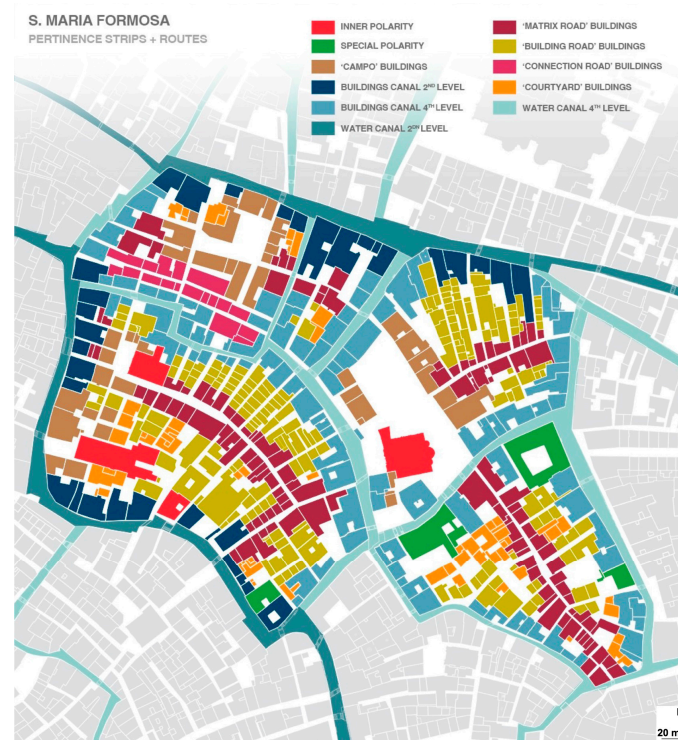 S. MARIA FORMOSA
PERTINENCE STRIPS + ROUTES
INNER POLARITY
SPECIAL POLARITY
'CAMPO' BUILDINGS
BUILDINGS CANAL 2ND LEVEL
BUILDINGS CANAL 4TH LEVEL
WATER CANAL 2DN LEVEL
'MATRIX ROAD' BUILDINGS
'BUILDING ROAD' BUILDINGS
'CONNECTION ROAD' BUILDINGS
'COURTYARD' BUILDINGS
WATER CANAL 4TH LEVEL
20 m